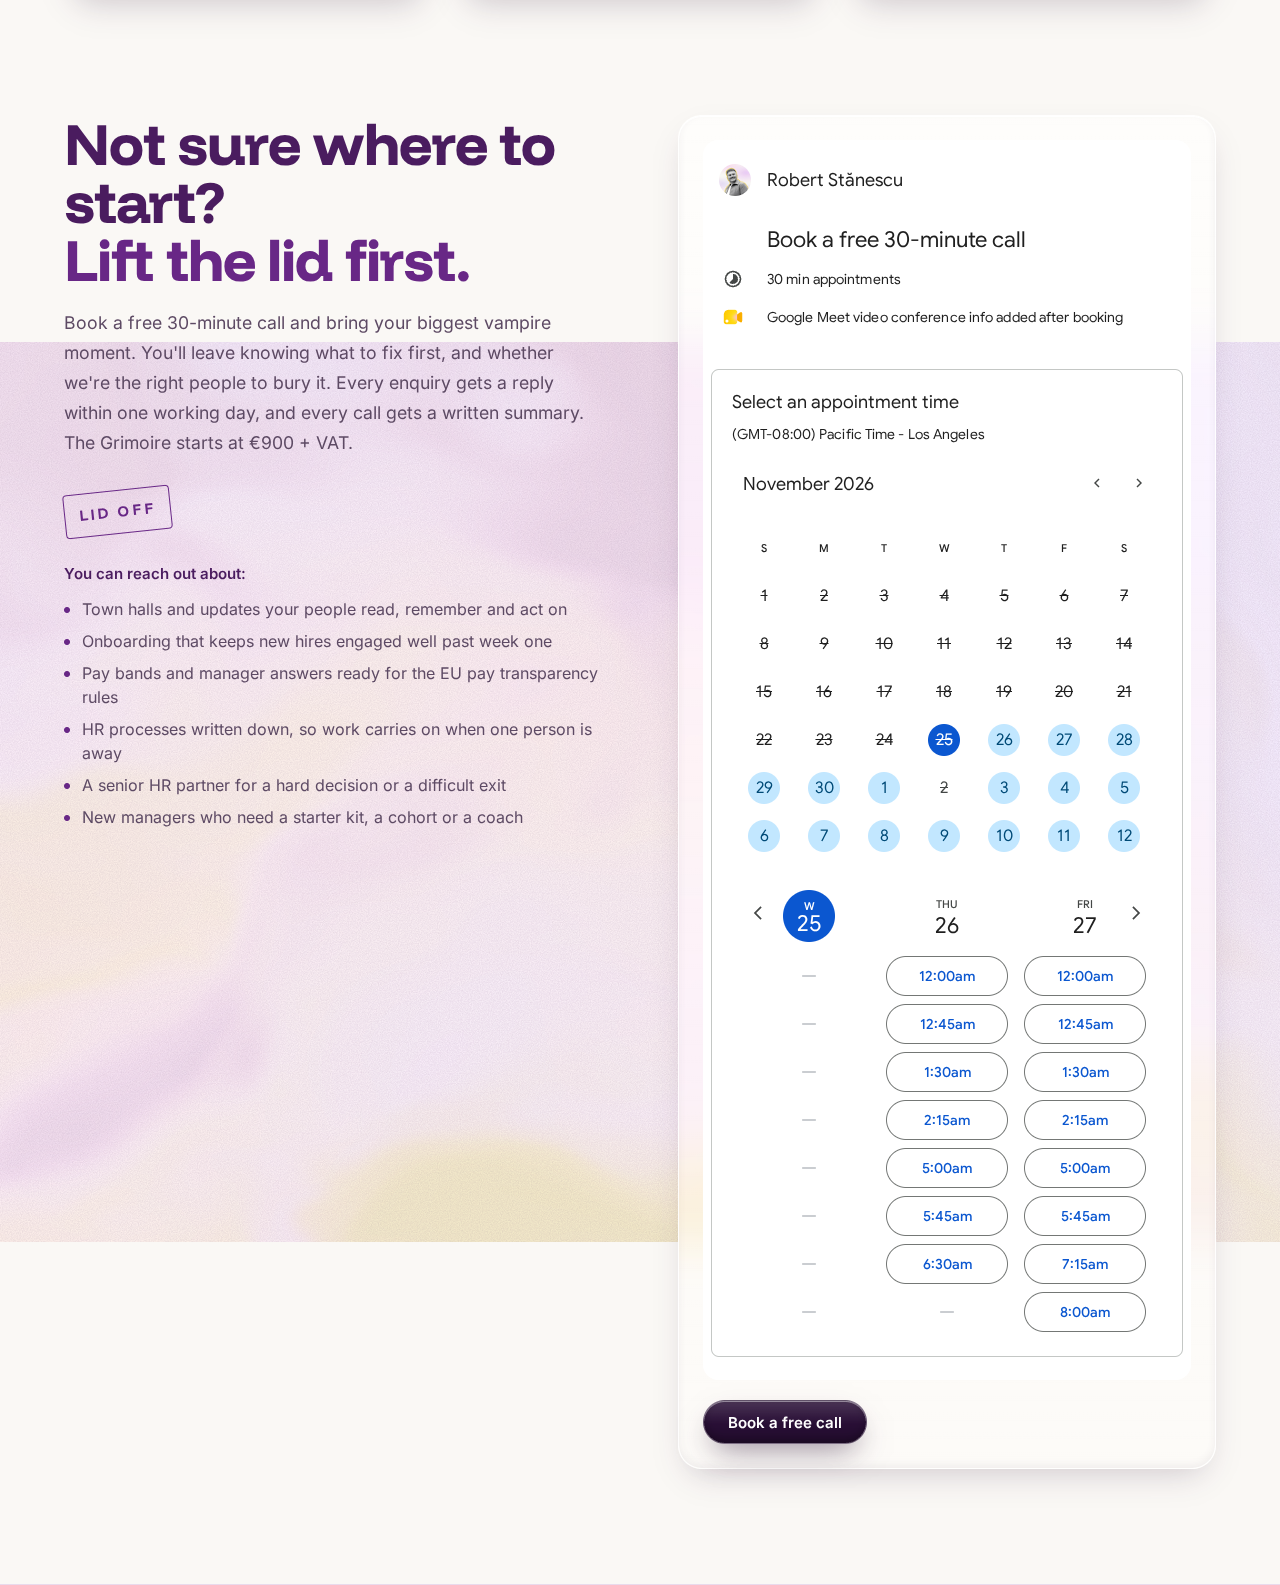 Not sure where to
start?
Lift the lid first.
Book a free 30-minute call and bring your biggest vampire
moment. You'll leave knowing what to fix first, and whether
we're the right people to bury it. Every enquiry gets a reply
within one working day, and every call gets a written summary.
The Grimoire starts at €900 + VAT.
LID OFF
You can reach out about:
Town halls and updates your people read, remember and act on
Onboarding that keeps new hires engaged well past week one
Pay bands and manager answers ready for the EU pay transparency
rules
HR processes written down, so work carries on when one person is
away
A senior HR partner for a hard decision or a difficult exit
New managers who need a starter kit, a cohort or a coach
Robert Stănescu
Book a free 30-minute call
30 min appointments
Google Meet video conference info added after booking
Select an appointment time
(GMT-08:00) Pacific Time - Los Angeles
November 2026
S M T W T F S
1 2 3 4 5 6 7
8 9 10 11 12 13 14
15 16 17 18 19 20 21
22 23 24 25 26 27 28
29 30 1 2 3 4 5
6 7 8 9 10 11 12
W THU FRI
25 26 27
— 12:00am 12:00am
— 12:45am 12:45am
— 1:30am 1:30am
— 2:15am 2:15am
— 5:00am 5:00am
— 5:45am 5:45am
— 6:30am 7:15am
— — 8:00am
Book a free call